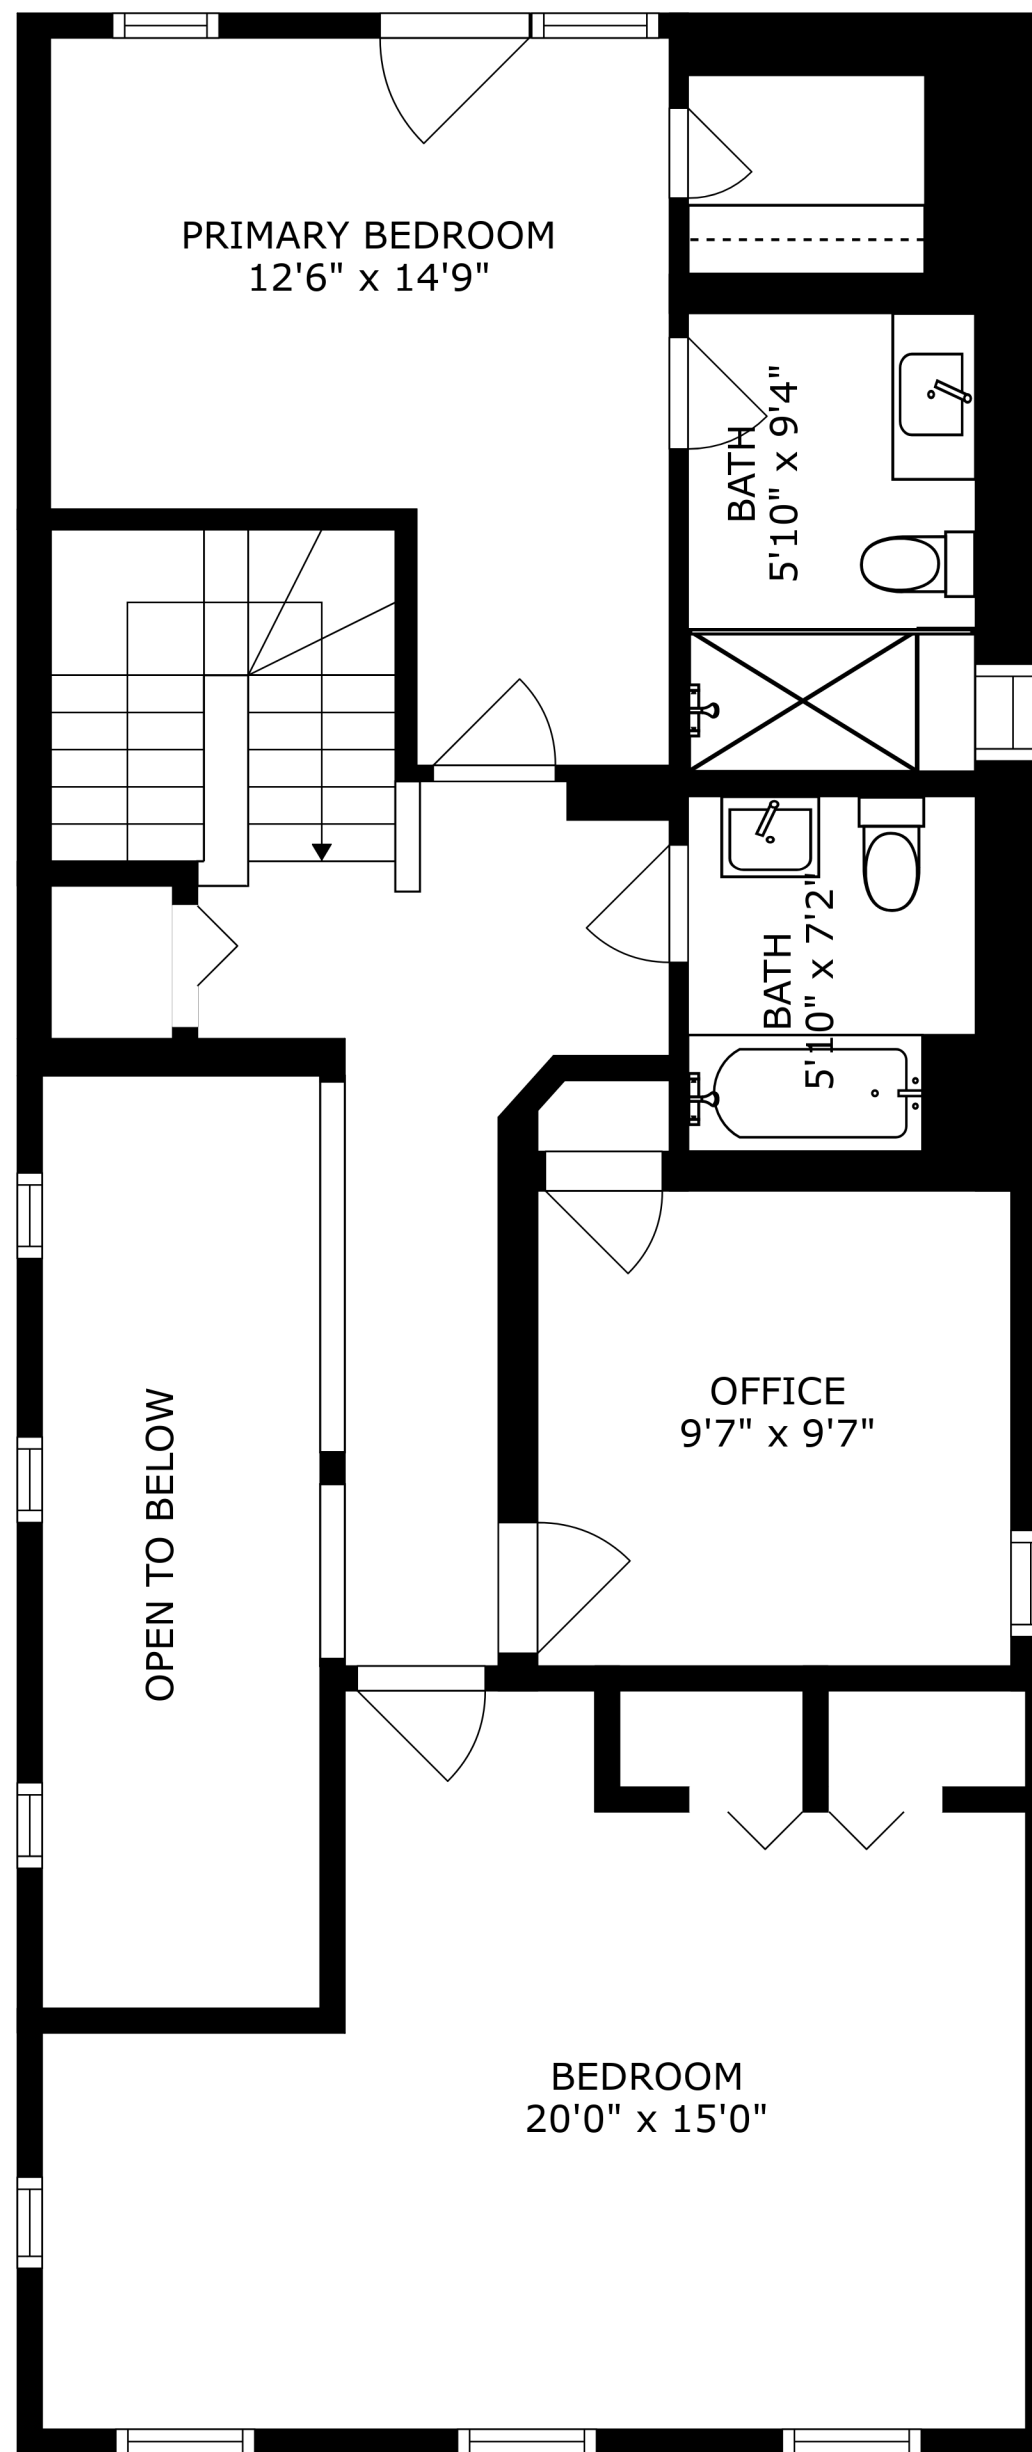 PRIMARY BEDROOM
12'6" x 14'9"
BATH
5'10" x 9'4"
BATH
5'10" x 7'2"
OFFICE
9'7" x 9'7"
OPEN TO BELOW
BEDROOM
20'0" x 15'0"